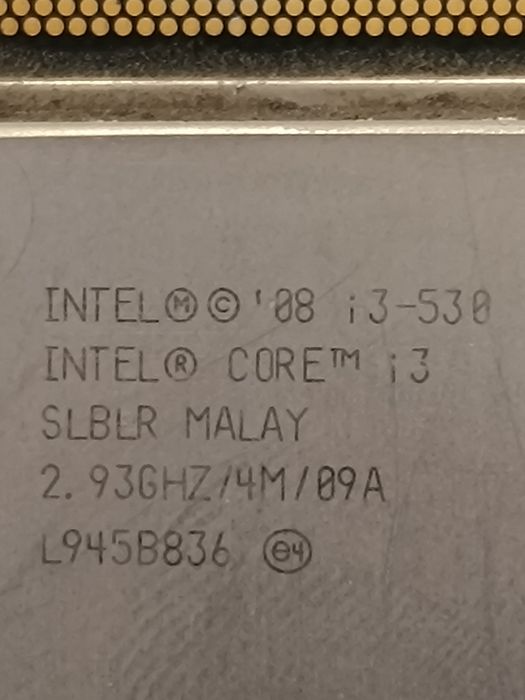 INTEL Ⓜ © '08 i3-530
INTEL® CORE™ i3
SLBLR MALAY
2.93GHZ/4M/09A
L945B836 e4